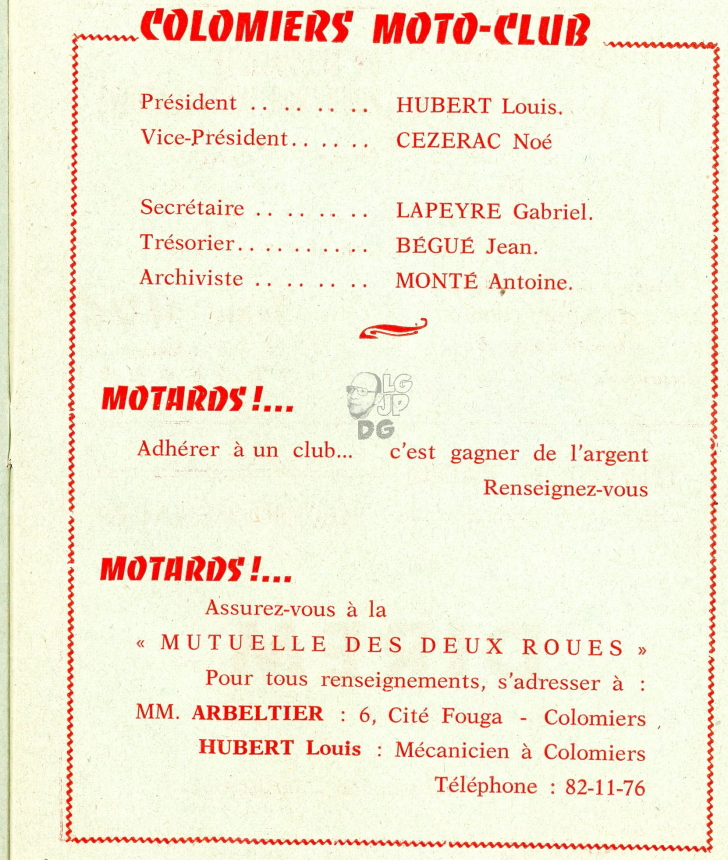 COLOMIERS MOTO-CLUB
Président .. .. .. .. HUBERT Louis.
Vice-Président.. .. .. CEZERAC Noé
Secrétaire .. .. .. .. LAPEYRE Gabriel.
Trésorier.. .. .. .. .. BÉGUÉ Jean.
Archiviste .. .. .. .. MONTÉ Antoine.
MOTARDS !...
LG
JP
DG
Adhérer à un club... c'est gagner de l'argent
Renseignez-vous
MOTARDS !...
Assurez-vous à la
« MUTUELLE DES DEUX ROUES »
Pour tous renseignements, s'adresser à :
MM. ARBELTIER : 6, Cité Fouga - Colomiers
HUBERT Louis : Mécanicien à Colomiers
Téléphone : 82-11-76